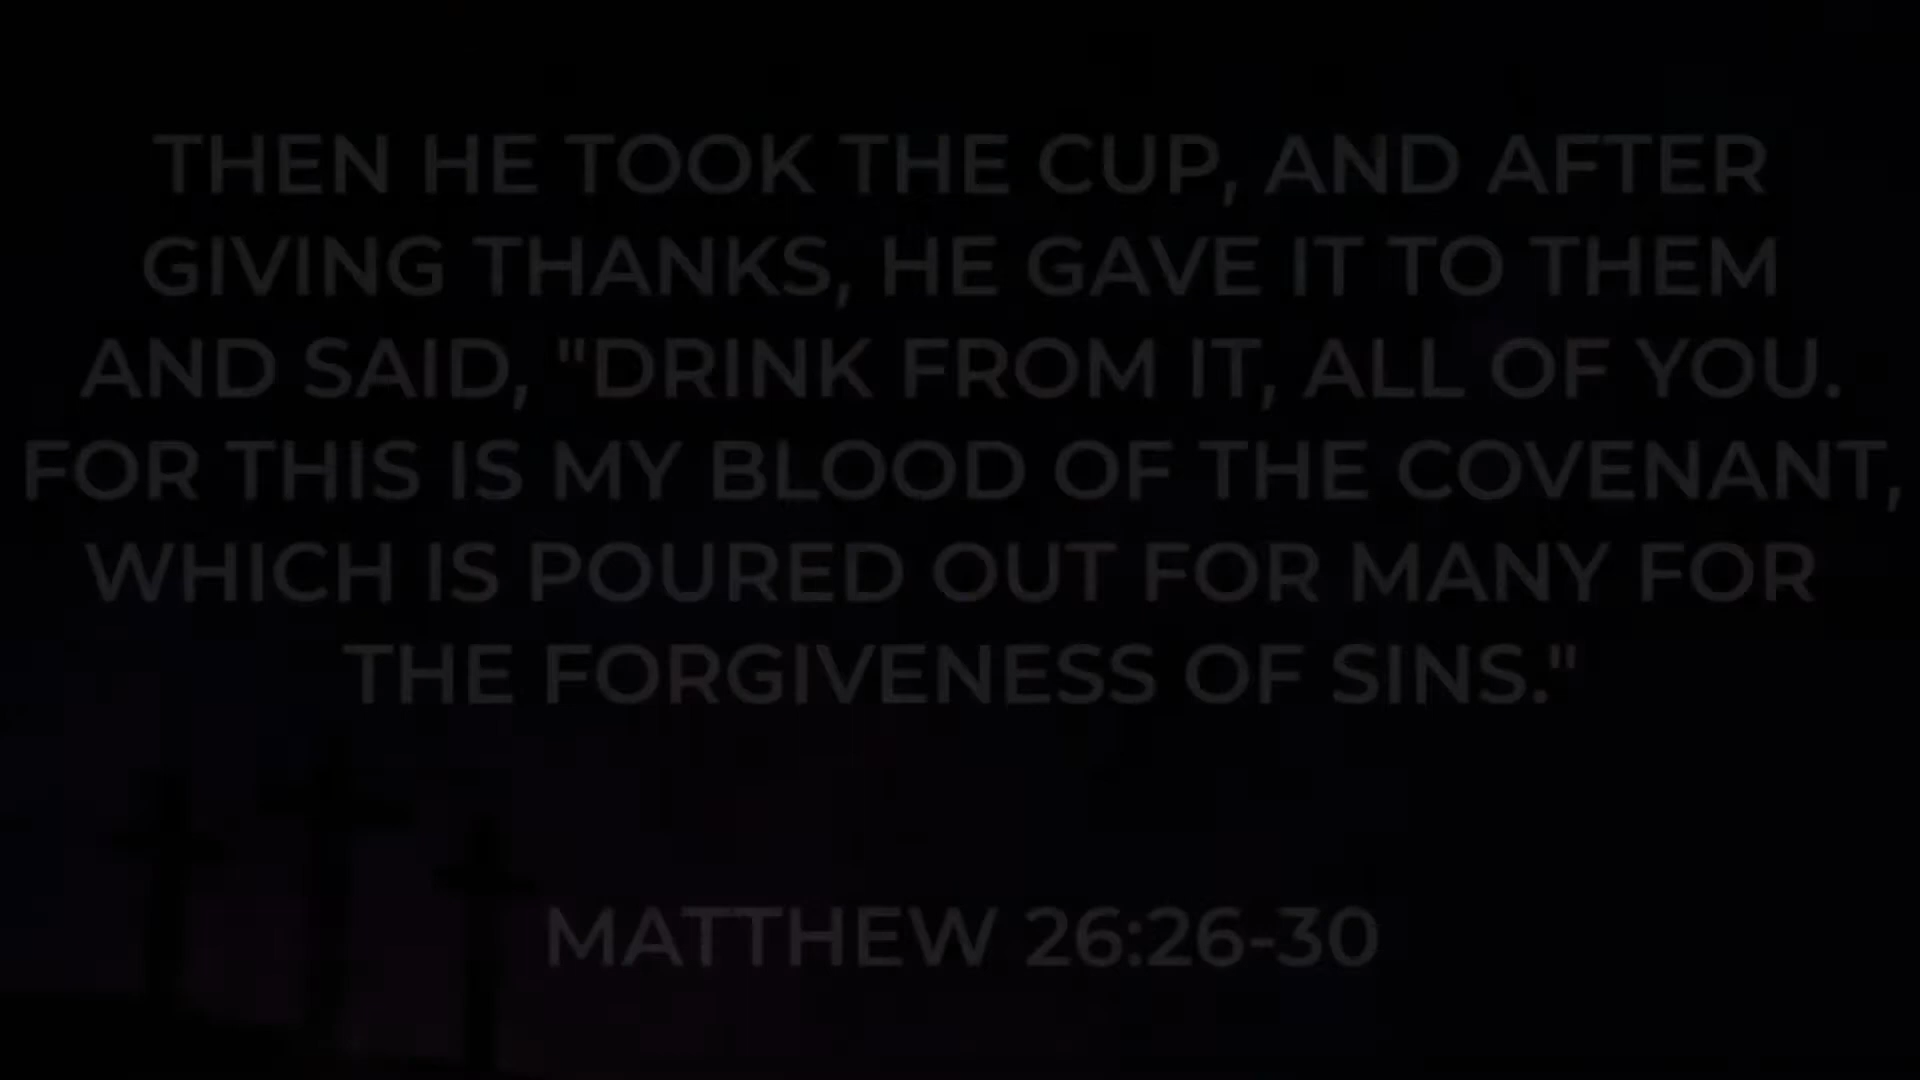 THEN HE TOOK THE CUP, AND AFTER
GIVING THANKS, HE GAVE IT TO THEM
AND SAID, "DRINK FROM IT, ALL OF YOU.
FOR THIS IS MY BLOOD OF THE COVENANT,
WHICH IS POURED OUT FOR MANY FOR
THE FORGIVENESS OF SINS."
MATTHEW 26:26-30